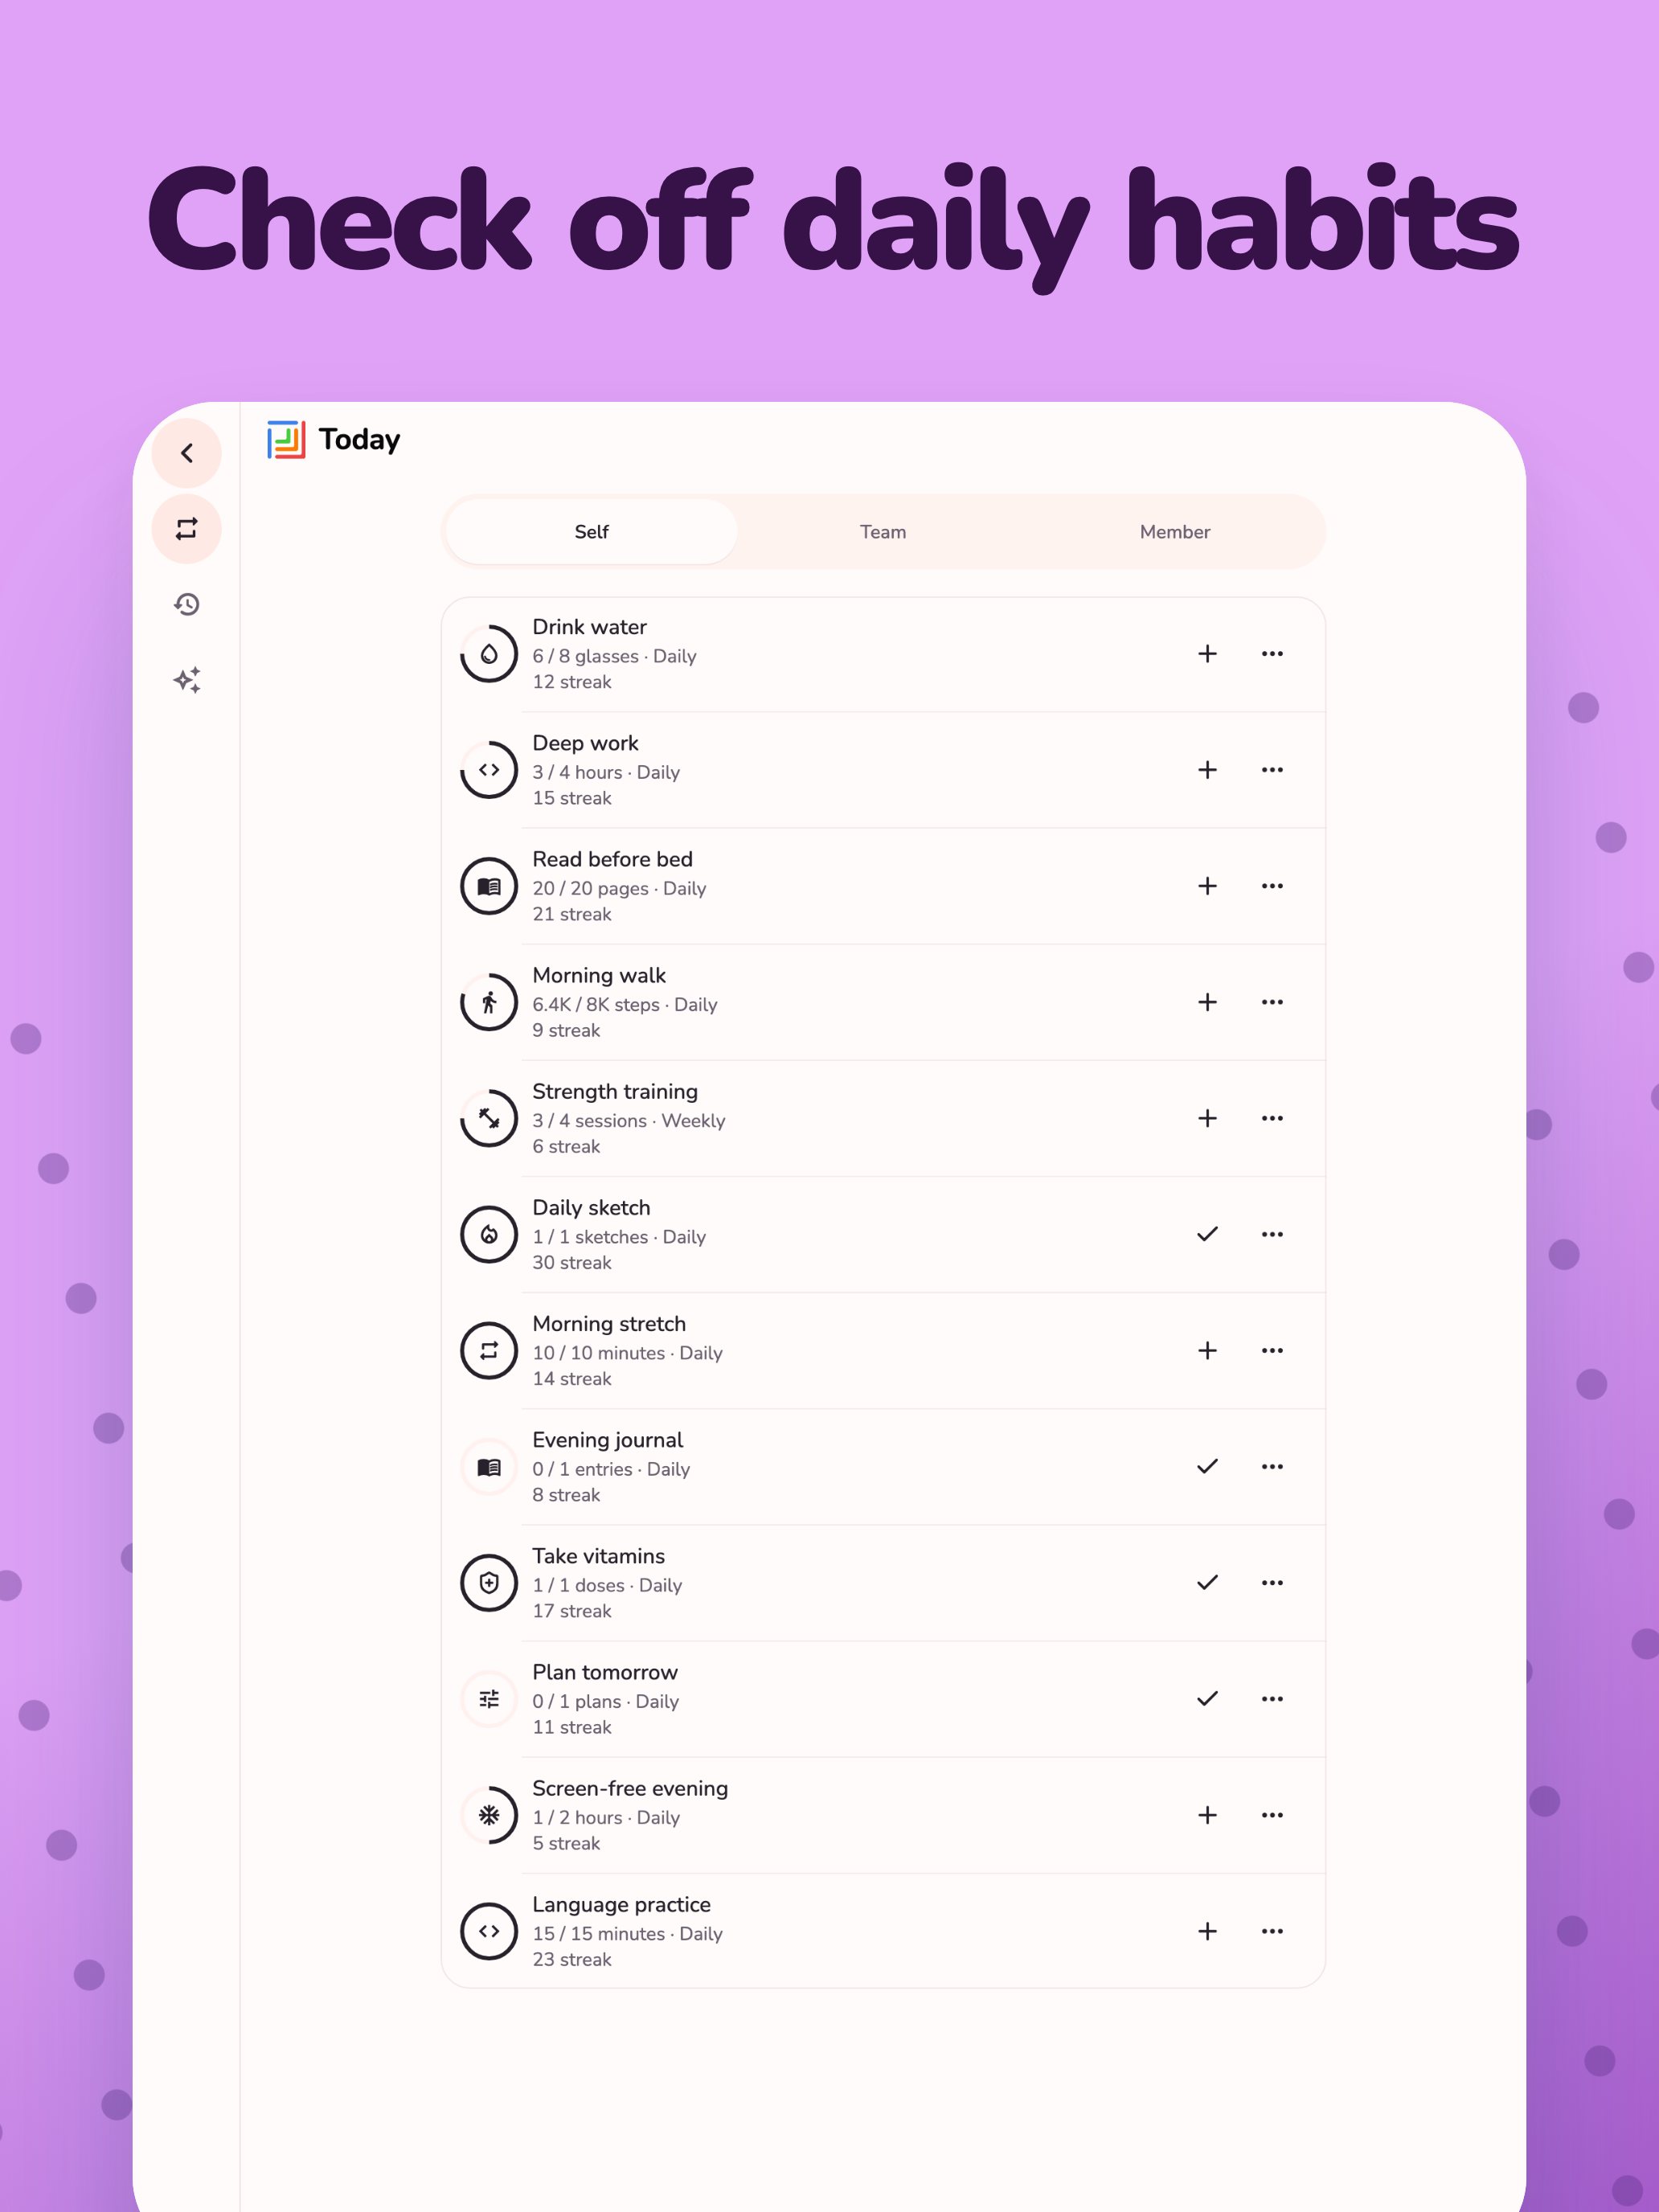 Check off daily habits
Today
Self
Team
Member
Drink water
6 / 8 glasses · Daily
12 streak
Deep work
3 / 4 hours · Daily
15 streak
Read before bed
20 / 20 pages · Daily
21 streak
Morning walk
6.4K / 8K steps · Daily
9 streak
Strength training
3 / 4 sessions · Weekly
6 streak
Daily sketch
1 / 1 sketches · Daily
30 streak
Morning stretch
10 / 10 minutes · Daily
14 streak
Evening journal
0 / 1 entries · Daily
8 streak
Take vitamins
1 / 1 doses · Daily
17 streak
Plan tomorrow
0 / 1 plans · Daily
11 streak
Screen-free evening
1 / 2 hours · Daily
5 streak
Language practice
15 / 15 minutes · Daily
23 streak